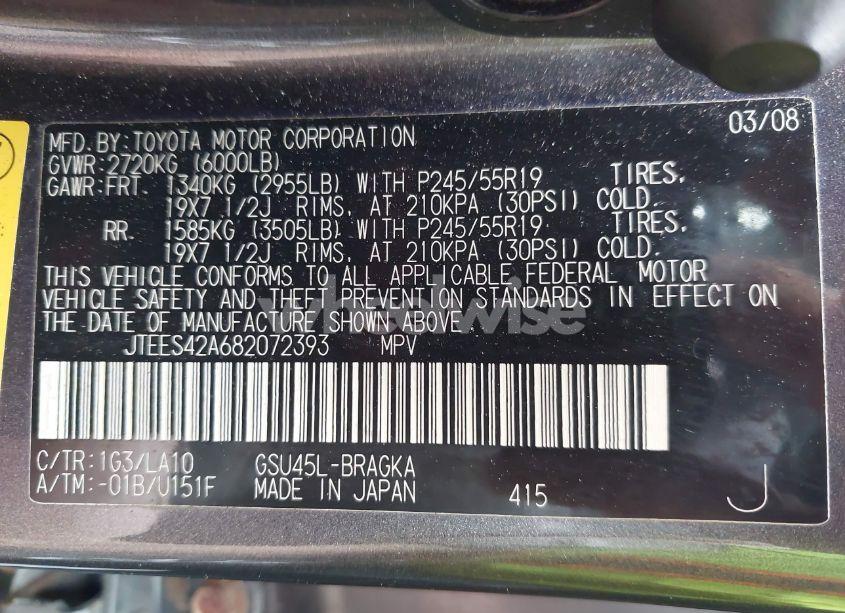 03/08
MFD.BY:TOYOTA MOTOR CORPORATION
GVWR:2720KG (6000LB)
GAWR:FRT. 1340KG (2955LB) WITH P245/55R19 TIRES,
19X7 1/2J RIMS, AT 210KPA (30PSI) COLD.
RR. 1585KG (3505LB) WITH P245/55R19 TIRES,
19X7 1/2J RIMS, AT 210KPA (30PSI) COLD.
THIS VEHICLE CONFORMS TO ALL APPLICABLE FEDERAL MOTOR
VEHICLE SAFETY AND THEFT PREVENTION STANDARDS IN EFFECT ON
THE DATE OF MANUFACTURE SHOWN ABOVE.
wheelwise
JTEES42A682072393 MPV
C/TR:1G3/LA10 GSU45L-BRAGKA
A/TM:-01B/U151F MADE IN JAPAN 415 J